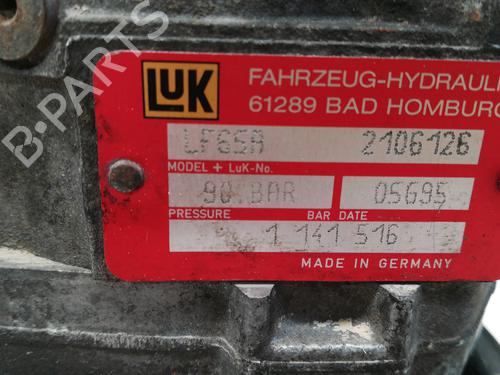 LUK
FAHRZEUG-HYDRAULI
61289 BAD HOMBURG
LF65A 2106126
MODEL + LuK-No.
90 BAR 05G95
PRESSURE BAR DATE
1 141 516
MADE IN GERMANY
B-PARTS